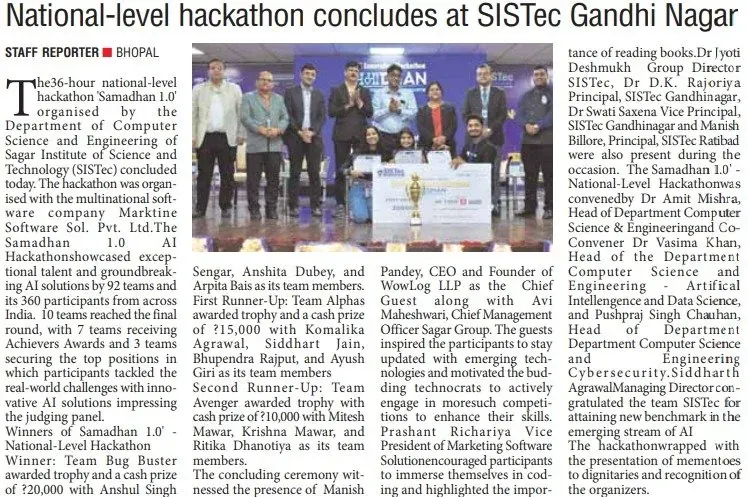 National-level hackathon concludes at SISTec Gandhi Nagar
STAFF REPORTER ■ BHOPAL
The36-hour national-level
hackathon 'Samadhan 1.0'
organised by the
Department of Computer
Science and Engineering of
Sagar Institute of Science and
Technology (SISTec) concluded
today. The hackathon was organ-
ised with the multinational soft-
ware company Marktine
Software Sol. Pvt. Ltd.The
Samadhan 1.0 AI
Hackathonshowcased excep-
tional talent and groundbreak-
ing AI solutions by 92 teams and
its 360 participants from across
India. 10 teams reached the final
round, with 7 teams receiving
Achievers Awards and 3 teams
securing the top positions in
which participants tackled the
real-world challenges with inno-
vative AI solutions impressing
the judging panel.
Winners of Samadhan 1.0' -
National-Level Hackathon
Winner: Team Bug Buster
awarded trophy and a cash prize
of ?20,000 with Anshul Singh
Sengar, Anshita Dubey, and
Arpita Bais as its team members.
First Runner-Up: Team Alphas
awarded trophy and a cash prize
of ?15,000 with Komalika
Agrawal, Siddhart Jain,
Bhupendra Rajput, and Ayush
Giri as its team members
Second Runner-Up: Team
Avenger awarded trophy with
cash prize of ?10,000 with Mitesh
Mawar, Krishna Mawar, and
Ritika Dhanotiya as its team
members.
The concluding ceremony wit-
nessed the presence of Manish
Pandey, CEO and Founder of
WowLog LLP as the Chief
Guest along with Avi
Maheshwari, Chief Management
Officer Sagar Group. The guests
inspired the participants to stay
updated with emerging tech-
nologies and motivated the bud-
ding technocrats to actively
engage in moresuch competi-
tions to enhance their skills.
Prashant Richariya Vice
President of Marketing Software
Solutionencouraged participants
to immerse themselves in cod-
ing and highlighted the impor-
tance of reading books.Dr Jyoti
Deshmukh Group Director
SISTec, Dr D.K. Rajoriya
Principal, SISTec Gandhinagar,
Dr Swati Saxena Vice Principal,
SISTec Gandhinagar and Manish
Billore, Principal, SISTec Ratibad
were also present during the
occasion. The Samadhan 1.0' -
National-Level Hackathonwas
convenedby Dr Amit Mishra,
Head of Department Computer
Science & Engineeringand Co-
Convener Dr Vasima Khan,
Head of the Department
Computer Science and
Engineering - Artifical
Intellengence and Data Science,
and Pushpraj Singh Chauhan,
Head of Department
Department Computer Science
and Engineering
Cybersecurity.Siddharth
AgrawalManaging Director con-
gratulated the team SISTec for
attaining new benchmark in the
emerging stream of AI
The hackathonwrapped with
the presentation of mementoes
to dignitaries and recognition of
the organizers.
SISTec
SISTec